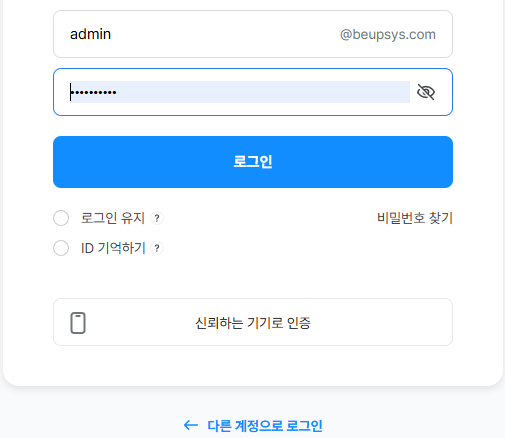 admin @beupsys.com
••••••••••
로그인
로그인 유지 ? 비밀번호 찾기
ID 기억하기 ?
신뢰하는 기기로 인증
← 다른 계정으로 로그인